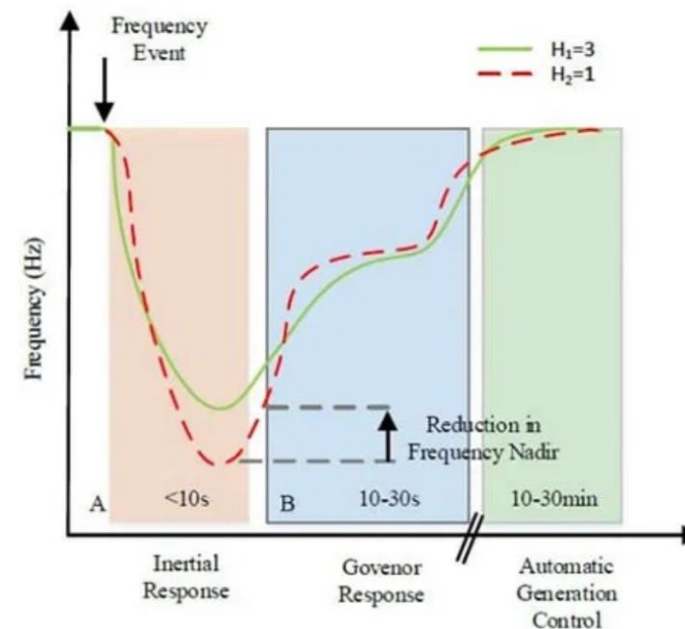 Frequency
Event
H₁=3
H₂=1
Frequency (Hz)
Reduction in
Frequency Nadir
A
<10s
B
10-30s
10-30min
Inertial
Response
Govenor
Response
Automatic
Generation
Control